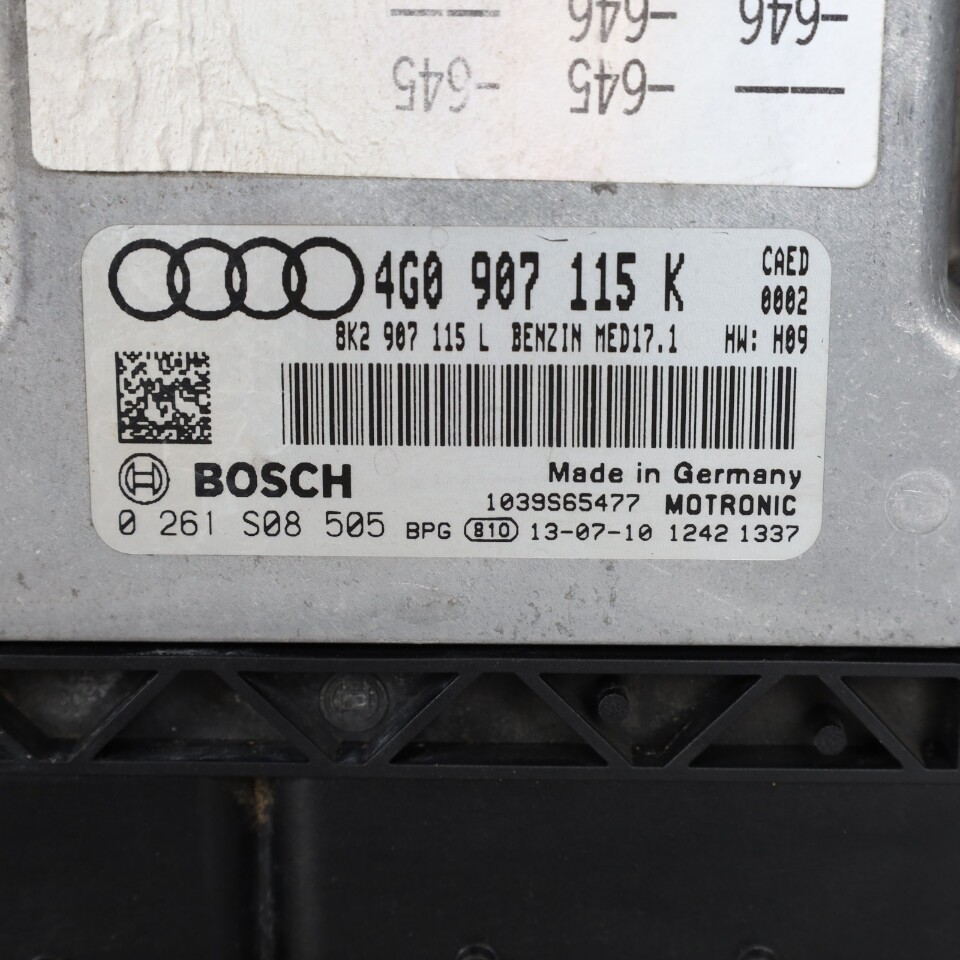 -646 -646
-645 -645
4G0 907 115 K CAED
0002
8K2 907 115 L BENZIN MED17.1 HW: H09
BOSCH Made in Germany
1039S65477 MOTRONIC
0 261 S08 505 BPG 810 13-07-10 1242 1337